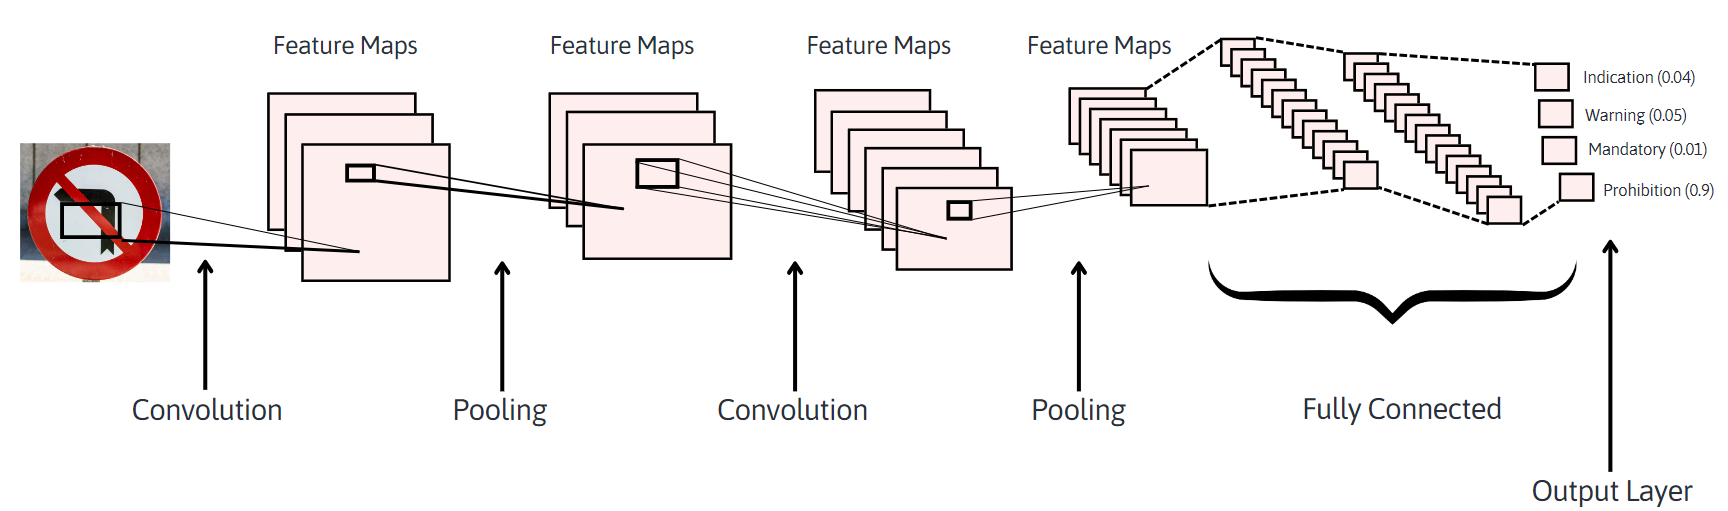 Feature Maps
Feature Maps
Feature Maps
Feature Maps
Indication (0.04)
Warning (0.05)
Mandatory (0.01)
Prohibition (0.9)
Convolution
Pooling
Convolution
Pooling
Fully Connected
Output Layer